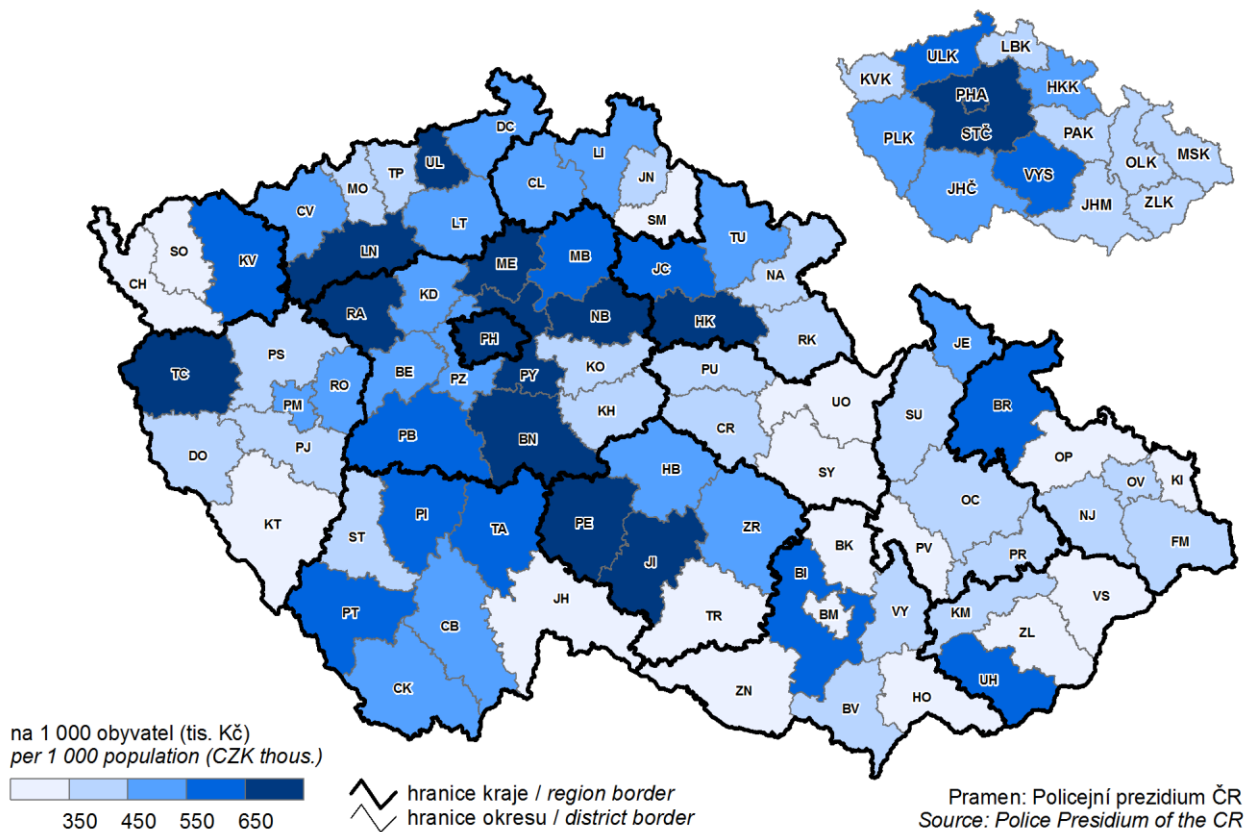 ULK
LBK
KVK
PHA
HKK
STČ
PLK
PAK
MSK
OLK
VYS
JHČ
JHM
ZLK
DC
UL
LI
TP
JN
MO
CL
CV
LT
SM
TU
SO
LN
KV
ME
MB
JC
NA
CH
KD
RA
NB
HK
PH
RK
JE
TC
PS
RO
BE
PZ
PY
KO
PU
PM
UO
SU
BR
KH
PB
BN
CR
DO
PJ
OP
HB
SY
OV
KI
OC
NJ
KT
ST
PI
TA
PE
ZR
FM
BK
PV
PR
JI
BI
PT
JH
TR
BM
VY
KM
VS
CB
ZL
CK
ZN
BV
HO
UH
na 1 000 obyvatel (tis. Kč)
per 1 000 population (CZK thous.)
350 450 550 650
hranice kraje / region border
hranice okresu / district border
Pramen: Policejní prezidium ČR
Source: Police Presidium of the CR